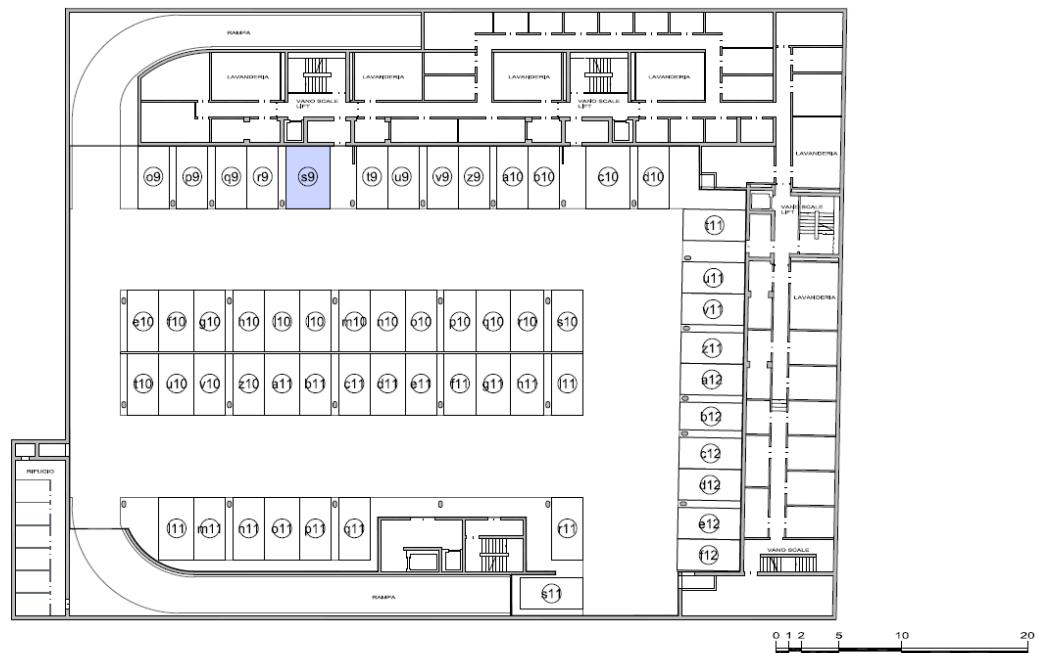 RAMPA
LAVANDERIA
LAVANDERIA
LAVANDERIA
LAVANDERIA
VANO SCALE
LIFT
VANO SCALE
LIFT
LAVANDERIA
o9 p9 q9 r9 s9 t9 u9 v9 z9 a10 b10 c10 d10
VANO SCALE
LIFT
t11
u11
LAVANDERIA
v11
e10 f10 g10 h10 i10 l10 m10 n10 o10 p10 q10 r10 s10
z11
t10 u10 v10 z10 a11 b11 c11 d11 e11 f11 g11 h11 i11
a12
b12
c12
RIFUGIO
d12
l11 m11 n11 o11 p11 q11 r11
e12
f12
VANO SCALE
RAMPA
s11
0 1 2 5 10 20